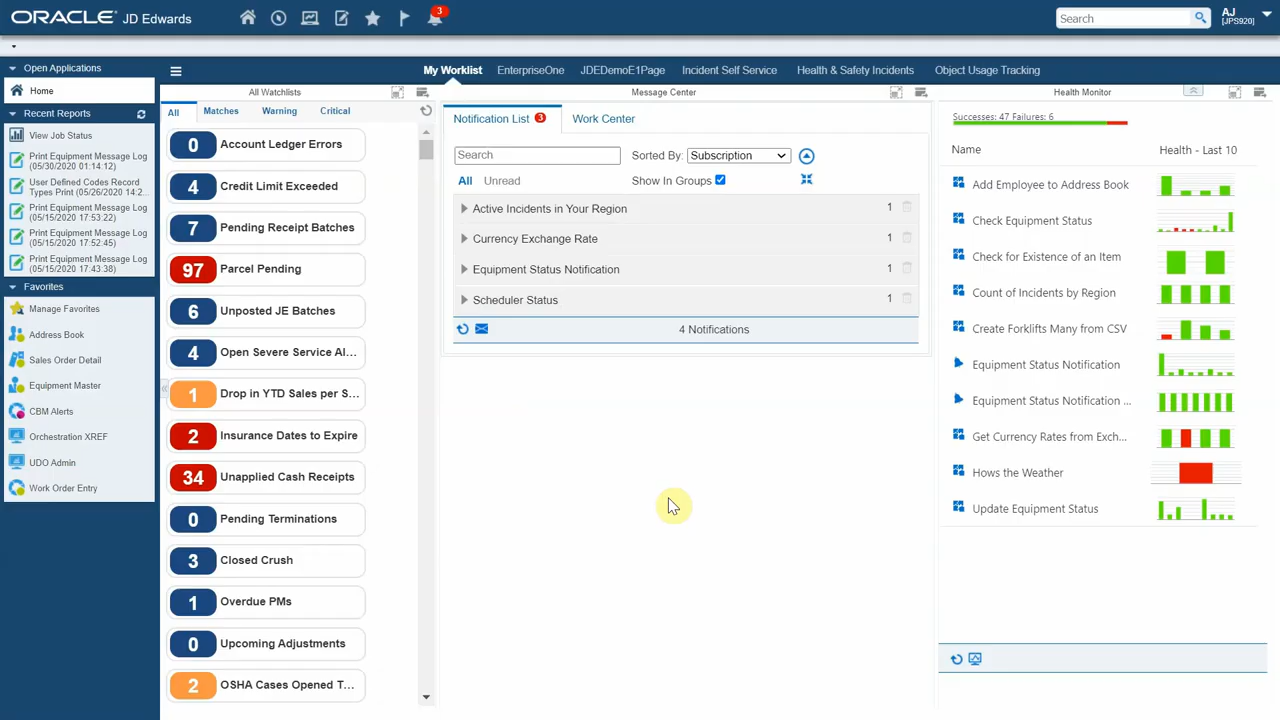 ORACLE JD Edwards
3
Search
AJ
[JPS920]
Open Applications
Home
Recent Reports
View Job Status
Print Equipment Message Log
(05/30/2020 01:14:12)
User Defined Codes Record
Types Print (05/26/2020 14:2...
Print Equipment Message Log
(05/15/2020 17:53:22)
Print Equipment Message Log
(05/15/2020 17:52:45)
Print Equipment Message Log
(05/15/2020 17:43:38)
Favorites
Manage Favorites
Address Book
Sales Order Detail
Equipment Master
CBM Alerts
Orchestration XREF
UDO Admin
Work Order Entry
My Worklist EnterpriseOne JDEDemoE1Page Incident Self Service Health & Safety Incidents Object Usage Tracking
All Watchlists
All Matches Warning Critical
0 Account Ledger Errors
4 Credit Limit Exceeded
7 Pending Receipt Batches
97 Parcel Pending
6 Unposted JE Batches
4 Open Severe Service Al...
1 Drop in YTD Sales per S...
2 Insurance Dates to Expire
34 Unapplied Cash Receipts
0 Pending Terminations
3 Closed Crush
1 Overdue PMs
0 Upcoming Adjustments
2 OSHA Cases Opened T...
Message Center
Notification List 3 Work Center
Search Sorted By: Subscription
All Unread Show In Groups
Active Incidents in Your Region 1
Currency Exchange Rate 1
Equipment Status Notification 1
Scheduler Status 1
4 Notifications
Health Monitor
Successes: 47 Failures: 6
Name Health - Last 10
Add Employee to Address Book
Check Equipment Status
Check for Existence of an Item
Count of Incidents by Region
Create Forklifts Many from CSV
Equipment Status Notification
Equipment Status Notification ...
Get Currency Rates from Exch...
Hows the Weather
Update Equipment Status